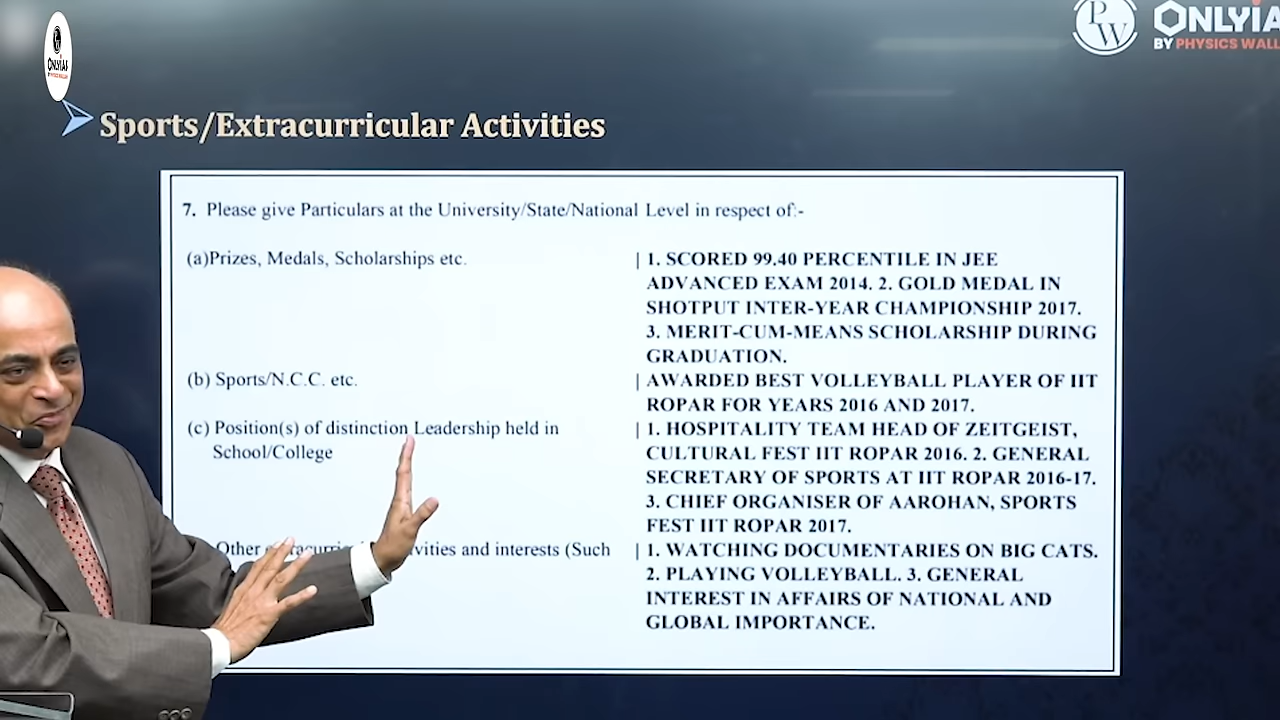 PW
ONLYIA
BY PHYSICS WALL
ONLYIAS
Sports/Extracurricular Activities
7. Please give Particulars at the University/State/National Level in respect of:-
(a)Prizes, Medals, Scholarships etc.
| 1. SCORED 99.40 PERCENTILE IN JEE
ADVANCED EXAM 2014. 2. GOLD MEDAL IN
SHOTPUT INTER-YEAR CHAMPIONSHIP 2017.
3. MERIT-CUM-MEANS SCHOLARSHIP DURING
GRADUATION.
(b) Sports/N.C.C. etc.
| AWARDED BEST VOLLEYBALL PLAYER OF IIT
ROPAR FOR YEARS 2016 AND 2017.
(c) Position(s) of distinction Leadership held in
School/College
| 1. HOSPITALITY TEAM HEAD OF ZEITGEIST,
CULTURAL FEST IIT ROPAR 2016. 2. GENERAL
SECRETARY OF SPORTS AT IIT ROPAR 2016-17.
3. CHIEF ORGANISER OF AAROHAN, SPORTS
FEST IIT ROPAR 2017.
Other and interests (Such
| 1. WATCHING DOCUMENTARIES ON BIG CATS.
2. PLAYING VOLLEYBALL. 3. GENERAL
INTEREST IN AFFAIRS OF NATIONAL AND
GLOBAL IMPORTANCE.